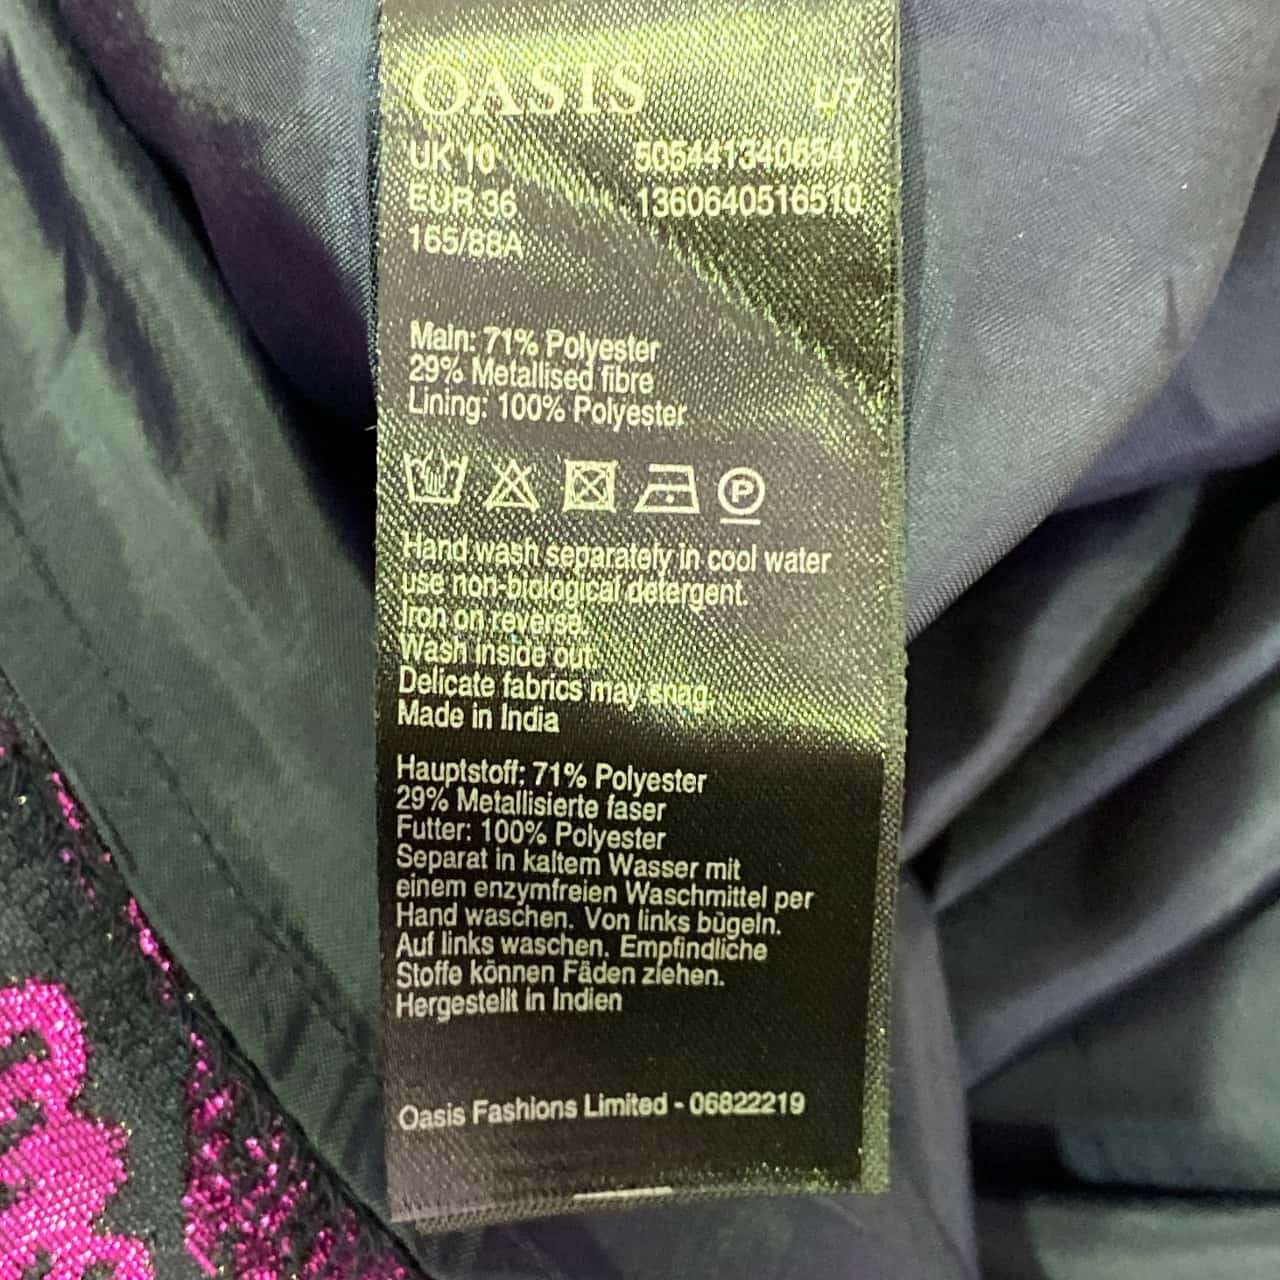 OASIS
UK 10 5054413406541
EUR 36 1360640516510
165/88A
Main: 71% Polyester
29% Metallised fibre
Lining: 100% Polyester
P
Hand wash separately in cool water
use non-biological detergent.
Iron on reverse.
Wash inside out.
Delicate fabrics may snag.
Made in India
Hauptstoff: 71% Polyester
29% Metallisierte faser
Futter: 100% Polyester
Separat in kaltem Wasser mit
einem enzymfreien Waschmittel per
Hand waschen. Von links bügeln.
Auf links waschen. Empfindliche
Stoffe können Fäden ziehen.
Hergestellt in Indien
Oasis Fashions Limited - 06822219